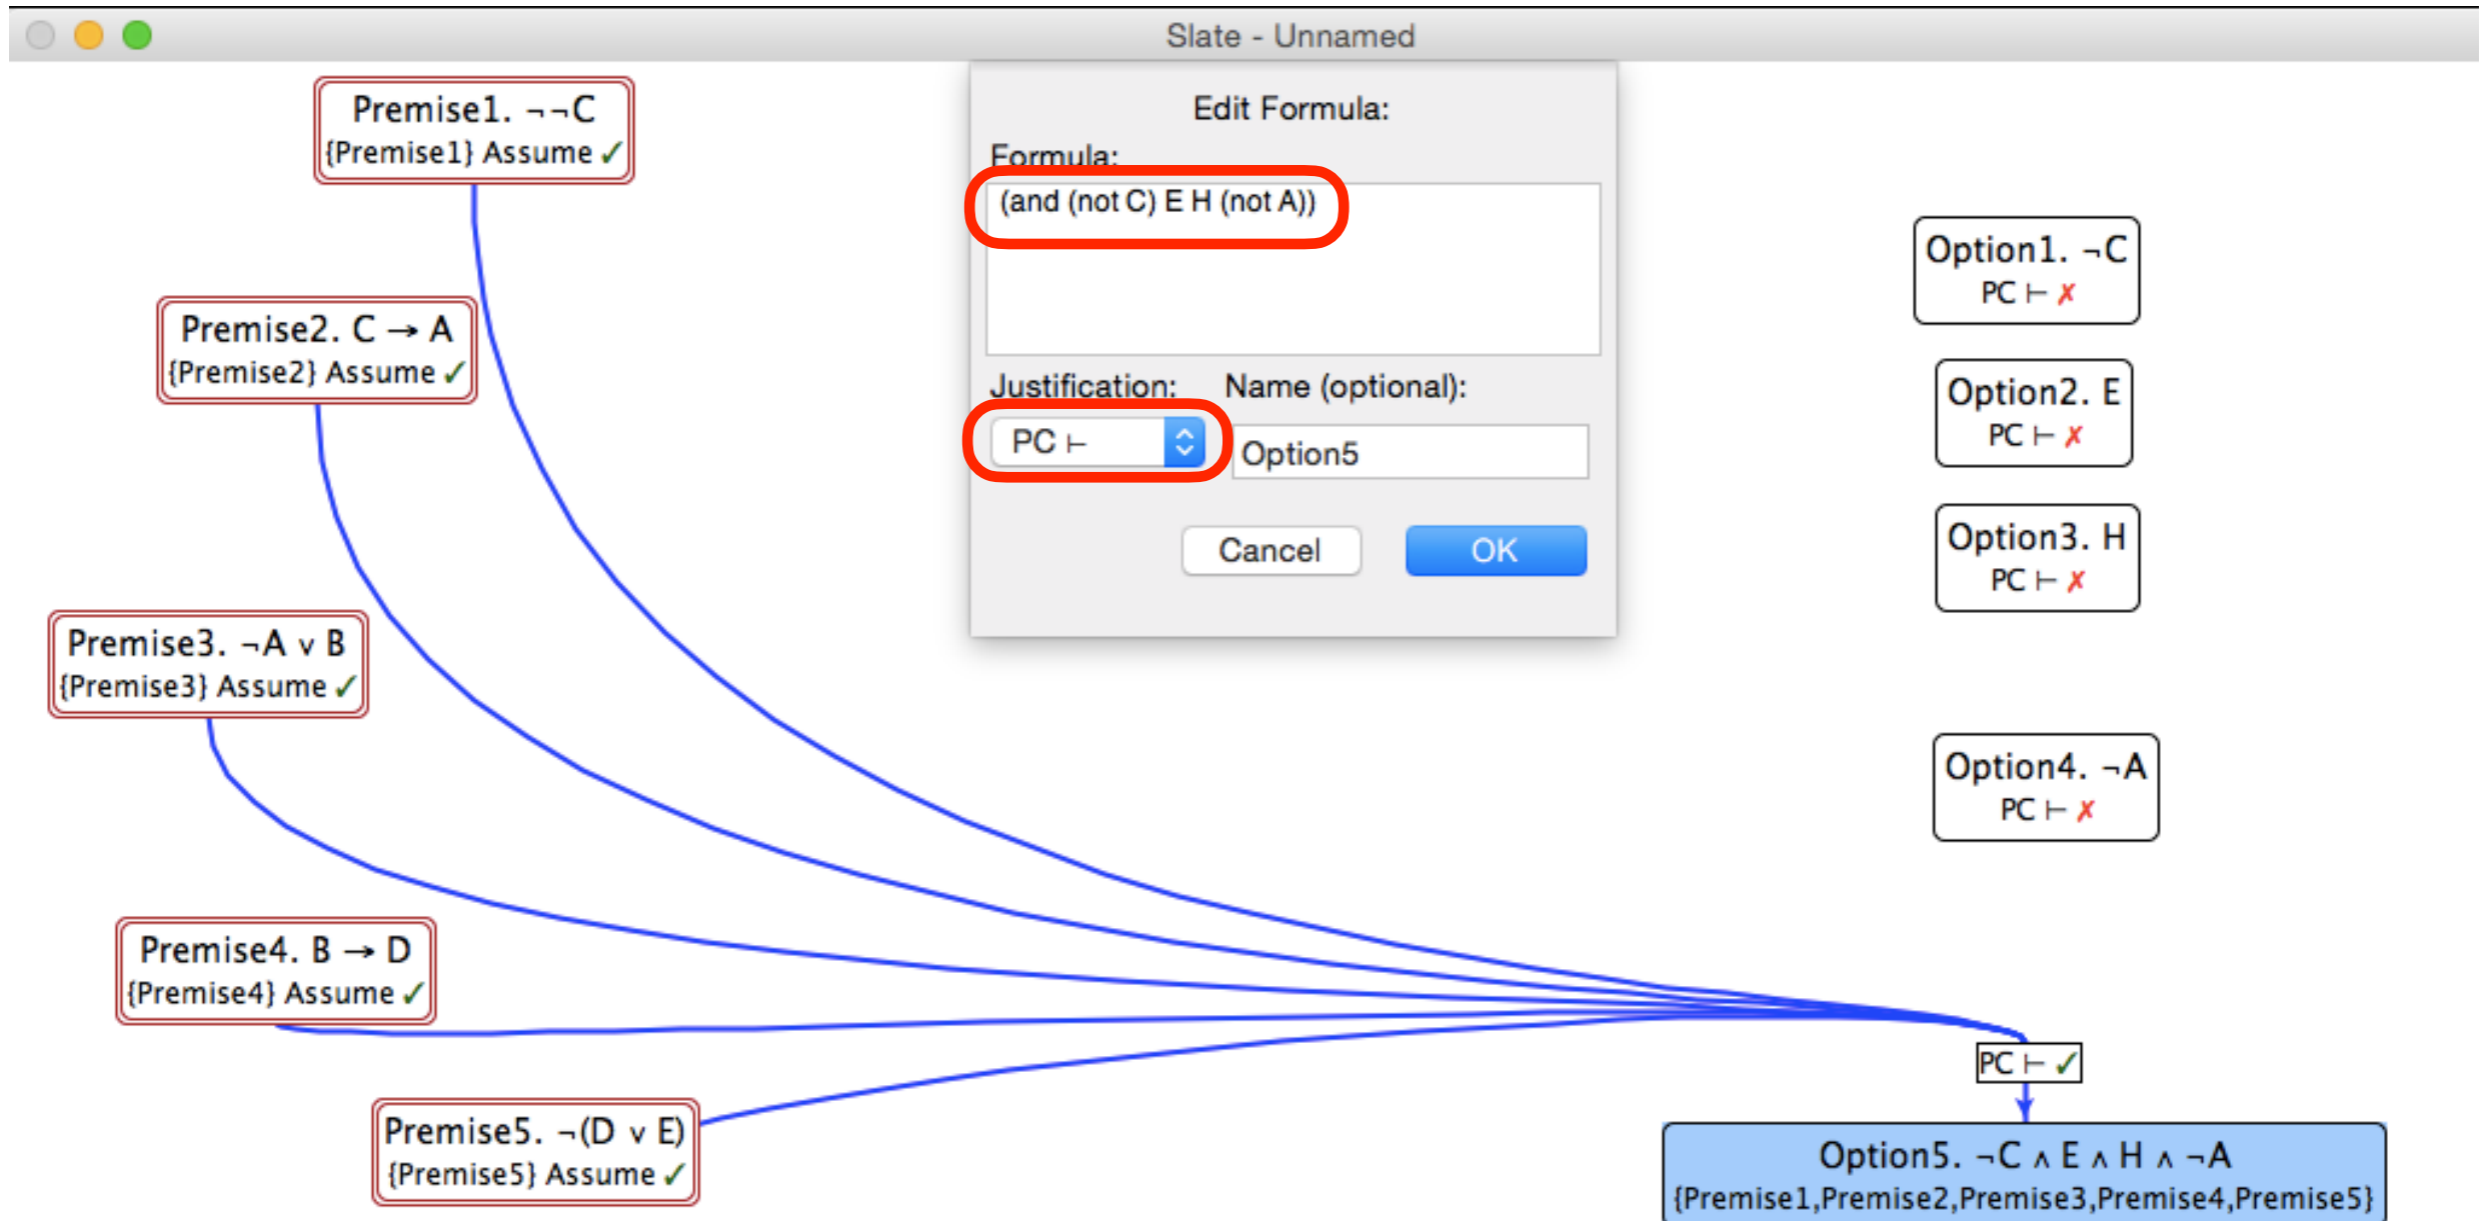 Slate - Unnamed
Premise1. ¬¬C
{Premise1} Assume ✓
Premise2. C → A
{Premise2} Assume ✓
Premise3. ¬A ∨ B
{Premise3} Assume ✓
Premise4. B → D
{Premise4} Assume ✓
Premise5. ¬(D ∨ E)
{Premise5} Assume ✓
Edit Formula:
Formula:
(and (not C) E H (not A))
Justification: Name (optional):
PC ⊢ Option5
Cancel OK
Option1. ¬C
PC ⊢ ✗
Option2. E
PC ⊢ ✗
Option3. H
PC ⊢ ✗
Option4. ¬A
PC ⊢ ✗
PC ⊢ ✓
Option5. ¬C ∧ E ∧ H ∧ ¬A
{Premise1,Premise2,Premise3,Premise4,Premise5}